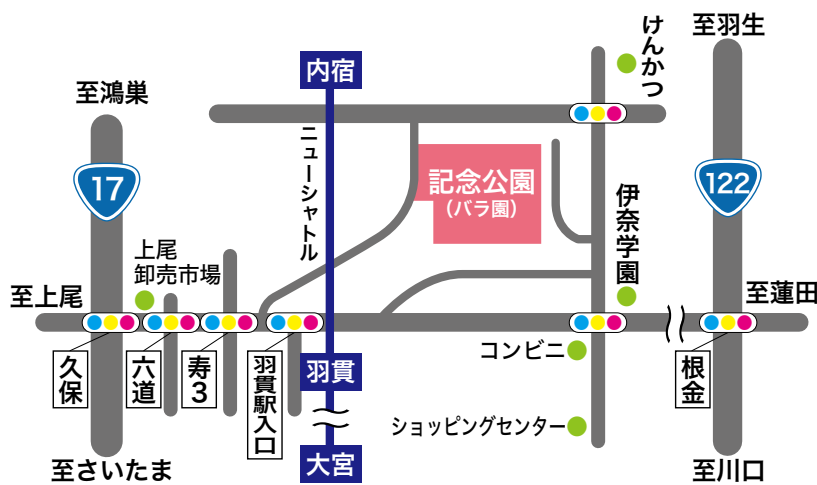 けんかつ
至羽生
内宿
至鴻巣
ニューシャトル
記念公園
(バラ園)
17
122
伊奈学園
上尾
卸売市場
至上尾
至蓮田
久保
六道
寿3
羽貫駅入口
羽貫
コンビニ
根金
ショッピングセンター
至さいたま
大宮
至川口